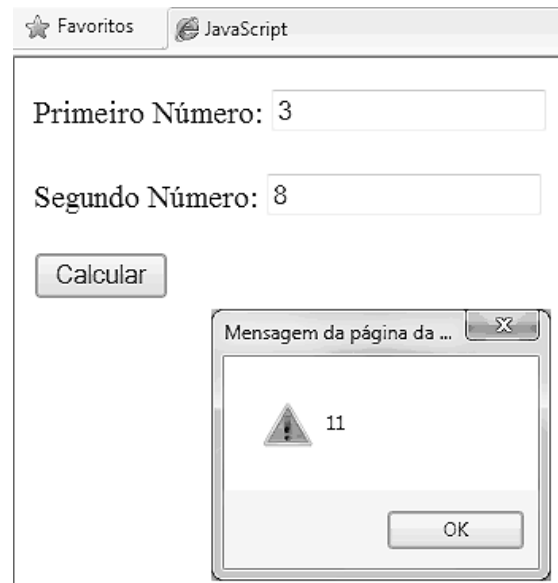 Favoritos JavaScript
Primeiro Número: 3
Segundo Número: 8
Calcular
Mensagem da página da ... X
11
OK